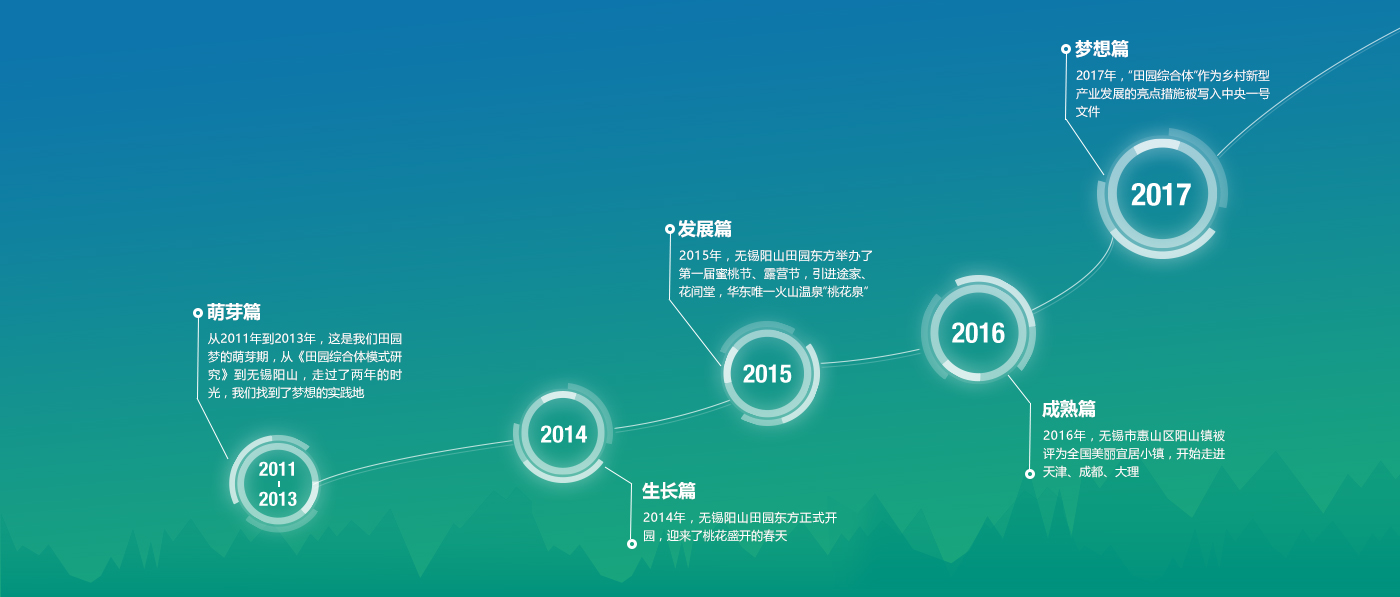 萌芽篇
从2011年到2013年，这是我们田园
梦的萌芽期，从《田园综合体模式研
究》到无锡阳山，走过了两年的时
光，我们找到了梦想的实践地
2011
-
2013
2014
生长篇
2014年，无锡阳山田园东方正式开
园，迎来了桃花盛开的春天
发展篇
2015年，无锡阳山田园东方举办了
第一届蜜桃节、露营节，引进途家、
花间堂，华东唯一火山温泉“桃花泉”
2015
2016
成熟篇
2016年，无锡市惠山区阳山镇被
评为全国美丽宜居小镇，开始走进
天津、成都、大理
梦想篇
2017年，“田园综合体”作为乡村新型
产业发展的亮点措施被写入中央一号
文件
2017